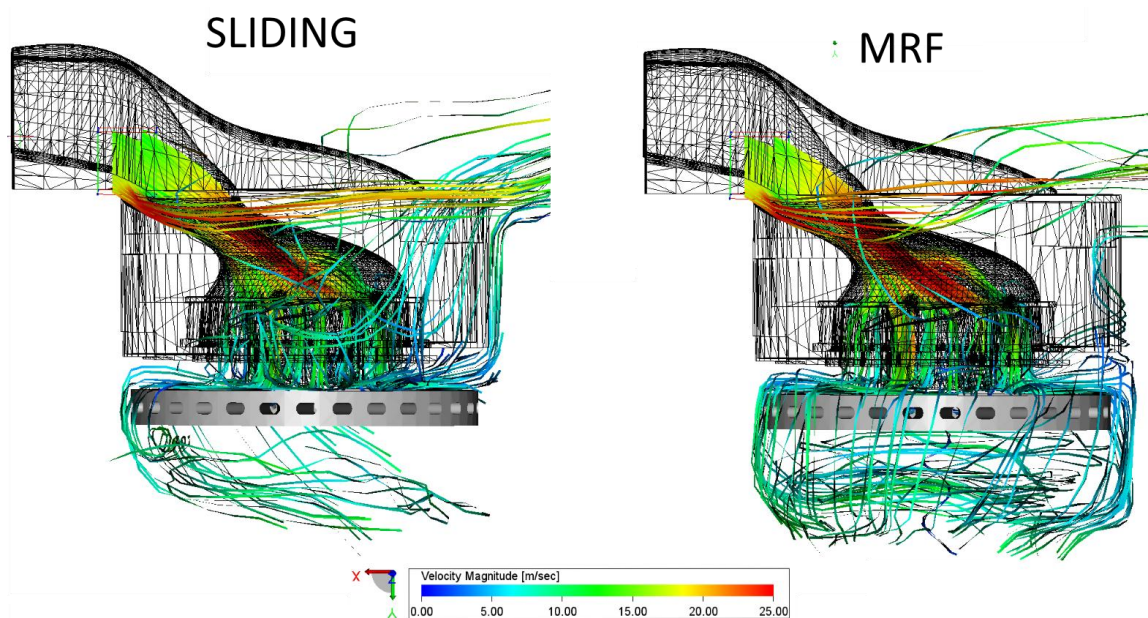 SLIDING
MRF
X
Z
Y
Velocity Magnitude [m/sec]
0.00 5.00 10.00 15.00 20.00 25.00